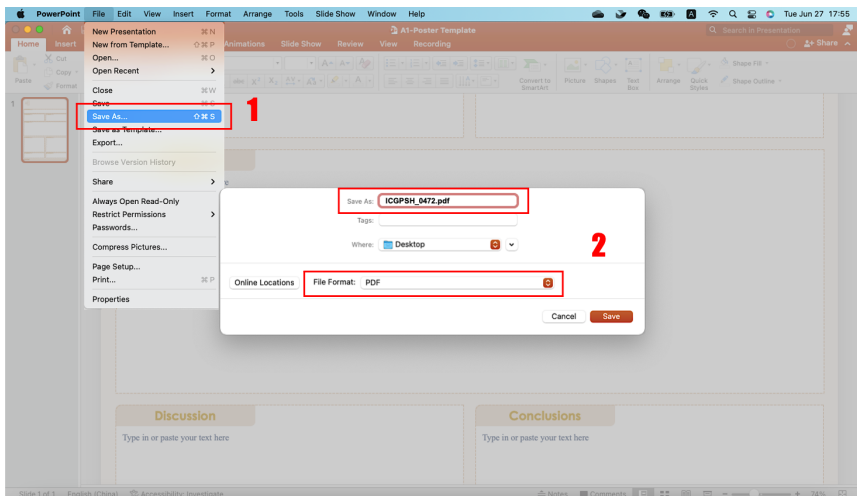 PowerPoint File Edit View Insert Format Arrange Tools Slide Show Window Help A Tue Jun 27 17:55
A1-Poster Template
Search in Presentation
Home Insert Animations Slide Show Review View Recording Share
New Presentation ⌘ N
New from Template... ⇧ ⌘ P
Open... ⌘ O
Open Recent >
Close ⌘ W
Save ⌘ S
Save As... ⇧ ⌘ S
Save as Template...
Export...
Browse Version History
Share >
Always Open Read-Only
Restrict Permissions >
Passwords...
Compress Pictures...
Page Setup...
Print... ⌘ P
Properties
Paste
Cut
Copy
Format
Convert to SmartArt
Picture
Shapes
Text Box
Arrange
Quick Styles
Shape Fill
Shape Outline
1
1
Save As: ICGPSH_0472.pdf
Tags:
Where: Desktop
2
Online Locations File Format: PDF
Cancel Save
Discussion
Type in or paste your text here
Conclusions
Type in or paste your text here
Slide 1 of 1 English (China) Accessibility: Investigate Notes Comments 74%